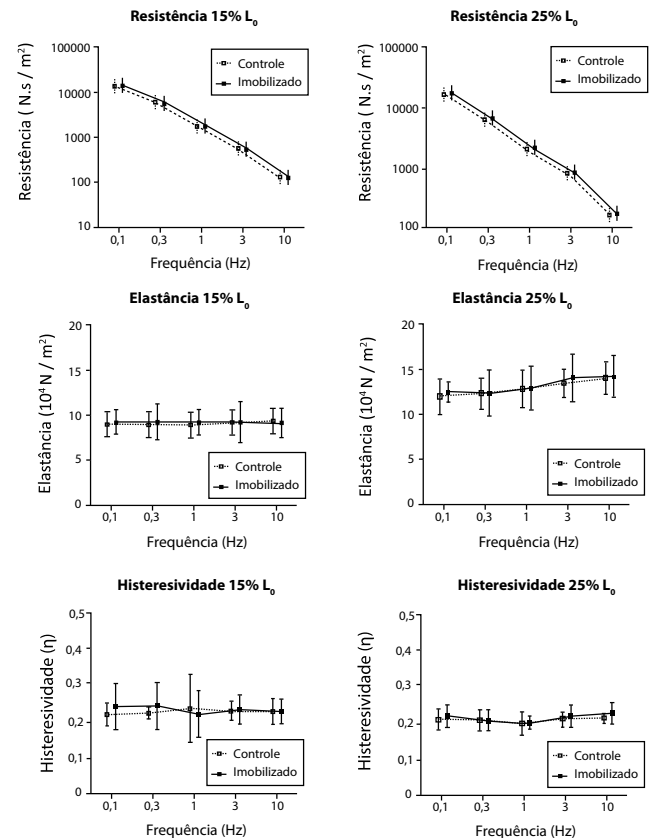 Resistência 15% L₀
Resistência ( N.s / m²)
100000
10000
1000
100
10
Controle
Imobilizado
0,1 0,3 1 3 10
Frequência (Hz)
Resistência 25% L₀
Resistência ( N.s / m²)
100000
10000
1000
100
Controle
Imobilizado
0,1 0,3 1 3 10
Frequência (Hz)
Elastância 15% L₀
Elastância (10⁴ N / m²)
20
15
10
5
0
Controle
Imobilizado
0,1 0,3 1 3 10
Frequência (Hz)
Elastância 25% L₀
Elastância (10⁴ N / m²)
20
15
10
5
0
Controle
Imobilizado
0,1 0,3 1 3 10
Frequência (Hz)
Histeresividade 15% L₀
Histeresividade (η)
0,5
0,3
0,3
0,2
0,1
0
Controle
Imobilizado
0,1 0,3 1 3 10
Frequência (Hz)
Histeresividade 25% L₀
Histeresividade (η)
0,5
0,3
0,3
0,2
0,1
0
Controle
Imobilizado
0,1 0,3 1 3 10
Frequência (Hz)